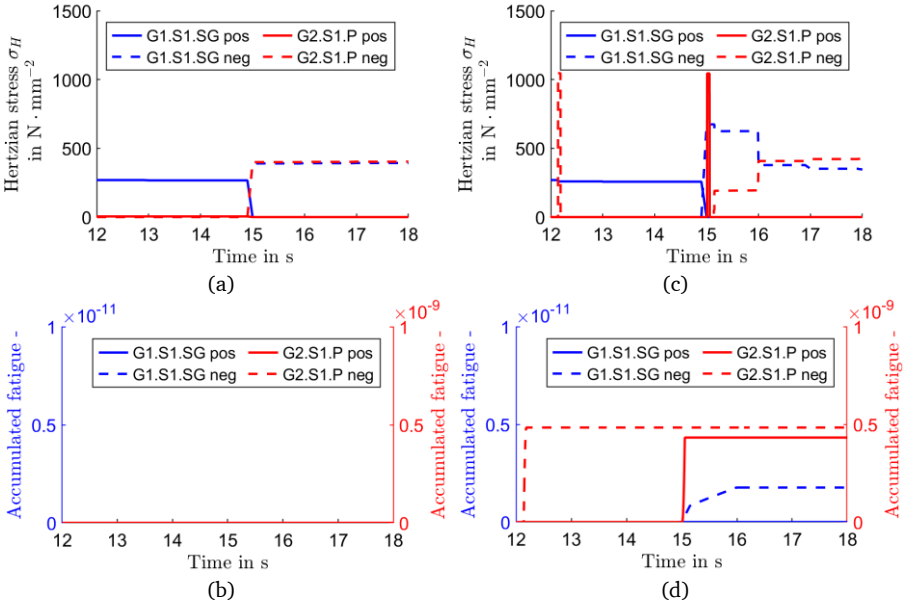 1500
1000
500
0
Hertzian stress σ_H
in N · mm⁻²
G1.S1.SG pos
G2.S1.P pos
G1.S1.SG neg
G2.S1.P neg
12 13 14 15 16 17 18
Time in s
(a)
1500
1000
500
0
Hertzian stress σ_H
in N · mm⁻²
G1.S1.SG pos
G2.S1.P pos
G1.S1.SG neg
G2.S1.P neg
12 13 14 15 16 17 18
Time in s
(c)
×10⁻¹¹
1
0.5
0
Accumulated fatigue -
G1.S1.SG pos
G2.S1.P pos
G1.S1.SG neg
G2.S1.P neg
×10⁻⁹
1
0.5
0
Accumulated fatigue -
12 13 14 15 16 17 18
Time in s
(b)
×10⁻¹¹
1
0.5
0
Accumulated fatigue -
G1.S1.SG pos
G2.S1.P pos
G1.S1.SG neg
G2.S1.P neg
×10⁻⁹
1
0.5
0
Accumulated fatigue -
12 13 14 15 16 17 18
Time in s
(d)